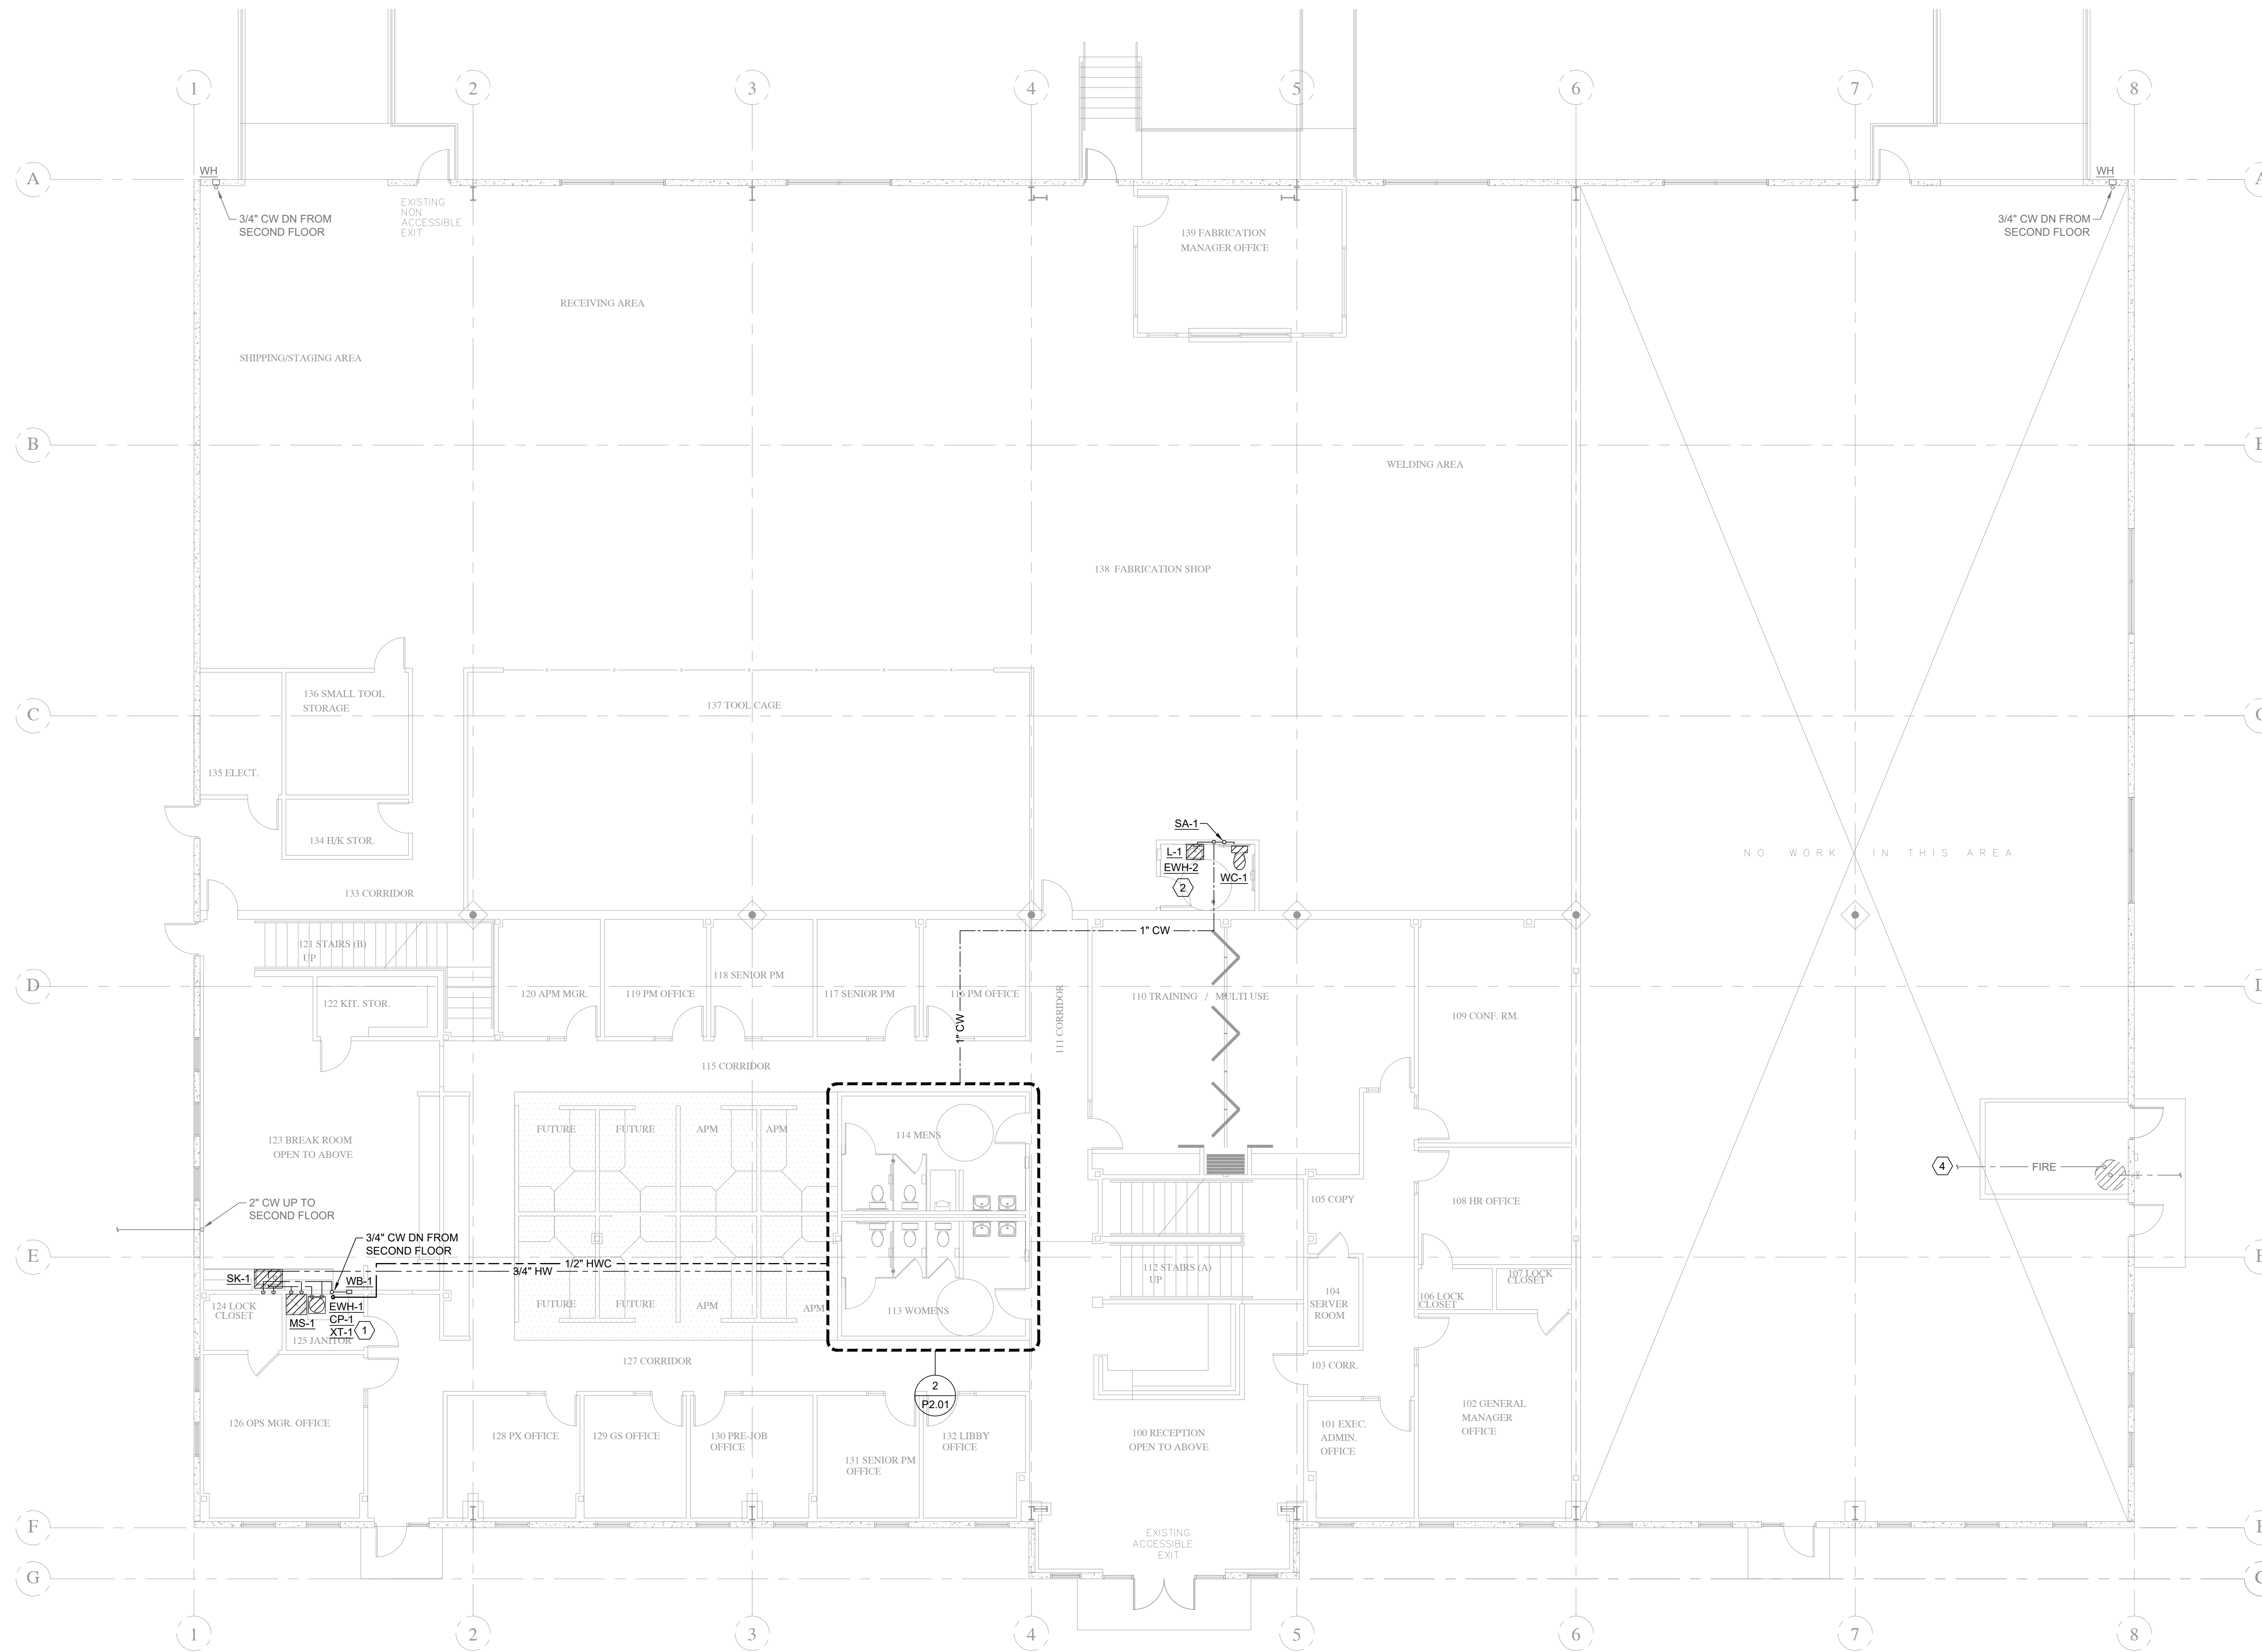 1
2
3
4
5
6
7
8
A
WH
3/4" CW DN FROM
SECOND FLOOR
EXISTING
NON
ACCESSIBLE
EXIT
139 FABRICATION
MANAGER OFFICE
WH
3/4" CW DN FROM
SECOND FLOOR
RECEIVING AREA
SHIPPING/STAGING AREA
B
WELDING AREA
138 FABRICATION SHOP
136 SMALL TOOL
STORAGE
137 TOOL CAGE
C
135 ELECT.
134 H/K STOR.
133 CORRIDOR
SA-1
L-1
EWH-2
2
WC-1
NO WORK IN THIS AREA
1" CW
1" CW
121 STAIRS (B)
UP
D
122 KIT. STOR.
120 APM MGR.
119 PM OFFICE
118 SENIOR PM
117 SENIOR PM
116 PM OFFICE
111 CORRIDOR
110 TRAINING / MULTI USE
109 CONF. RM.
115 CORRIDOR
123 BREAK ROOM
OPEN TO ABOVE
FUTURE
FUTURE
APM
APM
114 MENS
4
FIRE
105 COPY
108 HR OFFICE
2" CW UP TO
SECOND FLOOR
3/4" CW DN FROM
SECOND FLOOR
E
1/2" HWC
3/4" HW
SK-1
WB-1
EWH-1
CP-1
XT-1
1
MS-1
124 LOCK
CLOSET
125 JANITOR
FUTURE
FUTURE
APM
APM
113 WOMENS
112 STAIRS (A)
UP
104
SERVER
ROOM
106 LOCK
CLOSET
107 LOCK
CLOSET
127 CORRIDOR
103 CORR.
2
P2.01
126 OPS MGR. OFFICE
128 PX OFFICE
129 GS OFFICE
130 PRE-JOB
OFFICE
131 SENIOR PM
OFFICE
132 LIBBY
OFFICE
100 RECEPTION
OPEN TO ABOVE
101 EXEC.
ADMIN.
OFFICE
102 GENERAL
MANAGER
OFFICE
F
EXISTING
ACCESSIBLE
EXIT
G
1
2
3
4
5
6
7
8